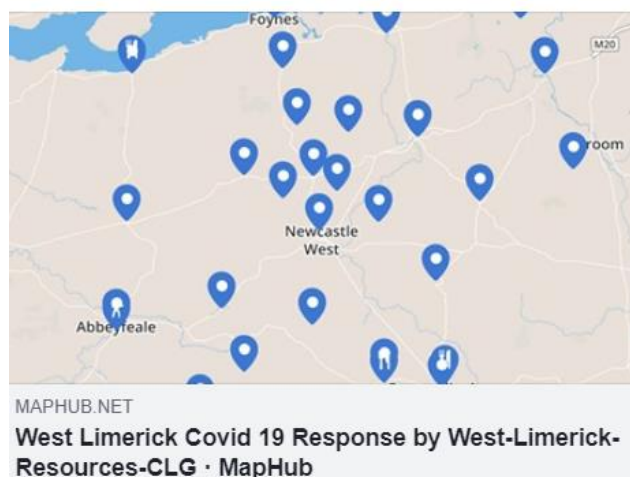 Foynes
M20
room
Newcastle
West
Abbeyfeale
MAPHUB.NET
West Limerick Covid 19 Response by West-Limerick-
Resources-CLG · MapHub